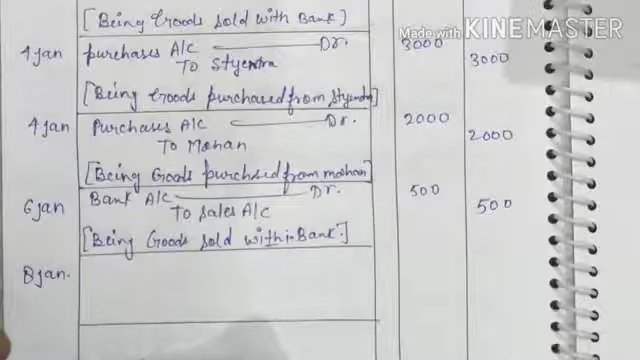 [Being Goods sold with Bank]
Made with KINEMASTER
4 jan purchases A/C Dr. 3000
To Styendra 3000
[Being Goods purchased from Styendra]
4 jan Purchases A/C Dr. 2000
To Mohan 2000
[Being Goods purchased from mohan]
6 jan Bank A/C Dr. 500
To Sales A/C 500
[Being Goods sold within Bank.]
8 jan.